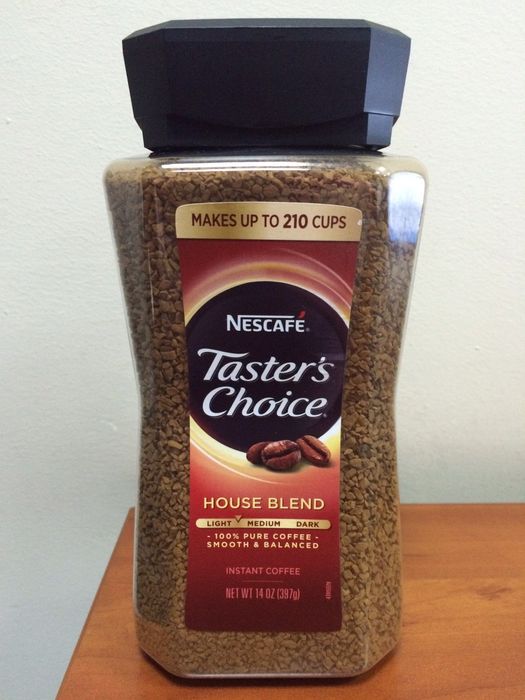 MAKES UP TO 210 CUPS
NESCAFÉ
Taster's
Choice
HOUSE BLEND
LIGHT MEDIUM DARK
- 100% PURE COFFEE -
SMOOTH & BALANCED
INSTANT COFFEE
NET WT 14 OZ (397g)